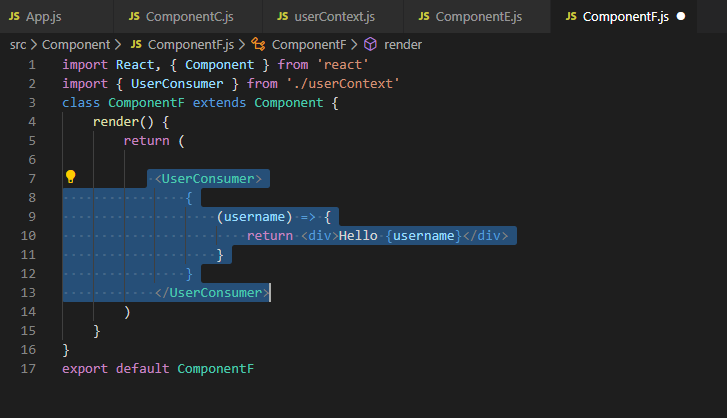 JS App.js JS ComponentC.js JS userContext.js JS ComponentE.js JS ComponentF.js
src > Component > JS ComponentF.js > ComponentF > render
1 import React, { Component } from 'react'
2 import { UserConsumer } from './userContext'
3 class ComponentF extends Component {
4 render() {
5 return (
6
7 <UserConsumer>
8 {
9 (username) => {
10 return <div>Hello {username}</div>
11 }
12 }
13 </UserConsumer>
14 )
15 }
16 }
17 export default ComponentF